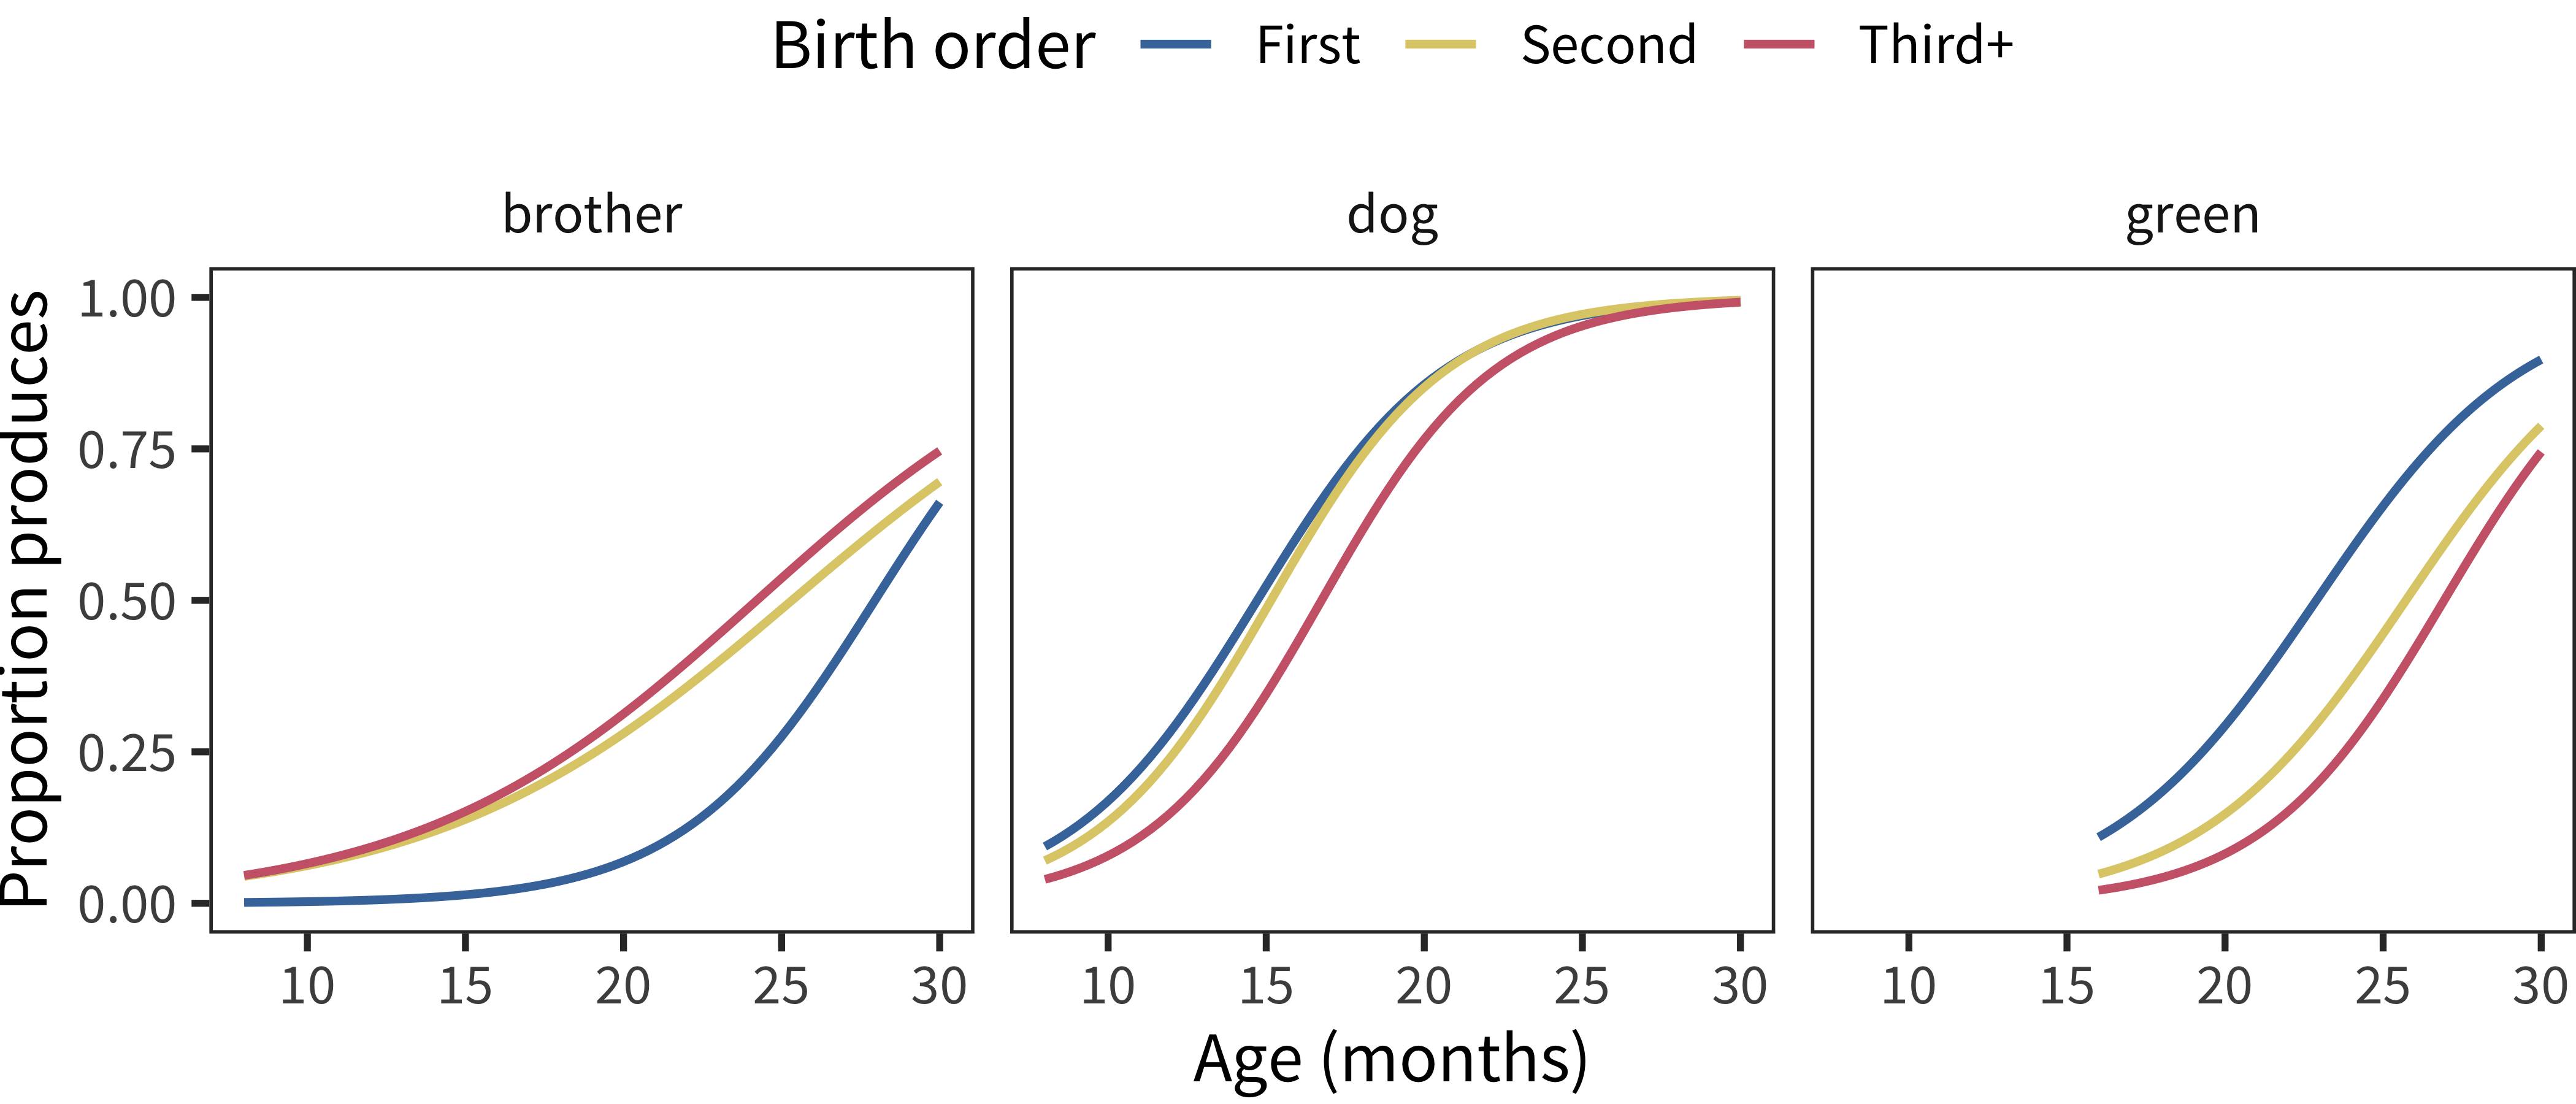 Birth order First Second Third+
brother dog green
Proportion produces
1.00
0.75
0.50
0.25
0.00
10 15 20 25 30 10 15 20 25 30 10 15 20 25 30
Age (months)